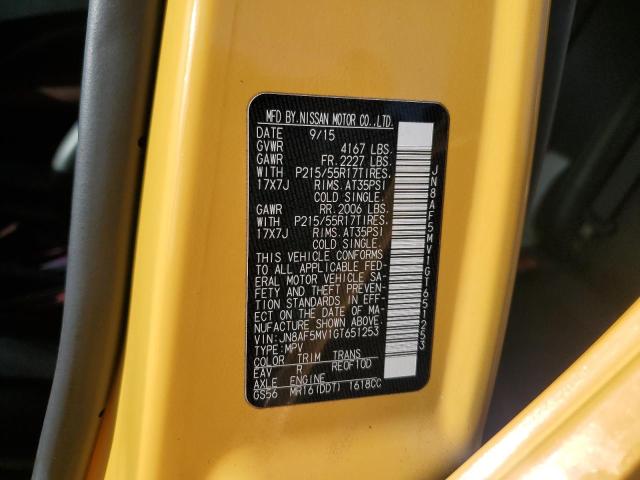 MFD BY.NISSAN MOTOR CO.,LTD.
DATE 9/15
GVWR 4167 LBS.
GAWR FR. 2227 LBS.
WITH P215/55R17TIRES.
17X7J RIMS. AT35PSI
COLD SINGLE.
GAWR RR. 2006 LBS.
WITH P215/55R17TIRES.
17X7J RIMS. AT35PSI
COLD SINGLE.
THIS VEHICLE CONFORMS
TO ALL APPLICABLE FED-
ERAL MOTOR VEHICLE SA-
FETY AND THEFT PREVEN-
TION STANDARDS IN EFF-
ECT ON THE DATE OF MA-
NUFACTURE SHOWN ABOVE.
VIN:JN8AF5MV1GT651253
TYPE:MPV
COLOR TRIM TRANS
EAV R RE0F10D
AXLE ENGINE
GS56 MR16(DDT) 1618CC
JN8AF5MV1GT651253